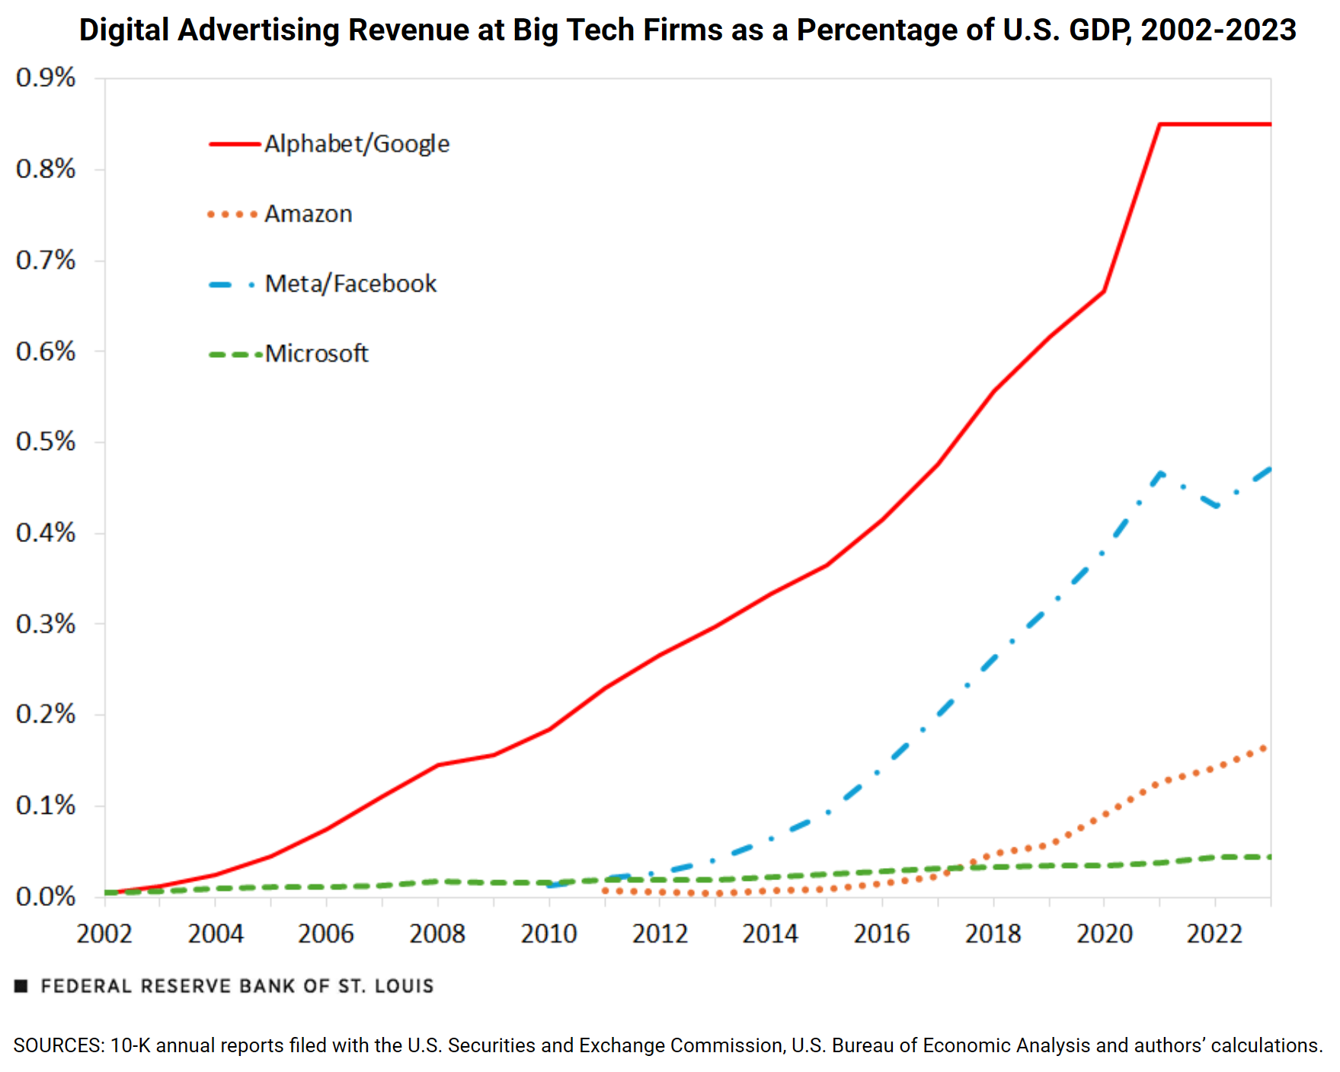 Digital Advertising Revenue at Big Tech Firms as a Percentage of U.S. GDP, 2002-2023
0.9%
0.8%
0.7%
0.6%
0.5%
0.4%
0.3%
0.2%
0.1%
0.0%
Alphabet/Google
Amazon
Meta/Facebook
Microsoft
2002 2004 2006 2008 2010 2012 2014 2016 2018 2020 2022
FEDERAL RESERVE BANK OF ST. LOUIS
SOURCES: 10-K annual reports filed with the U.S. Securities and Exchange Commission, U.S. Bureau of Economic Analysis and authors’ calculations.